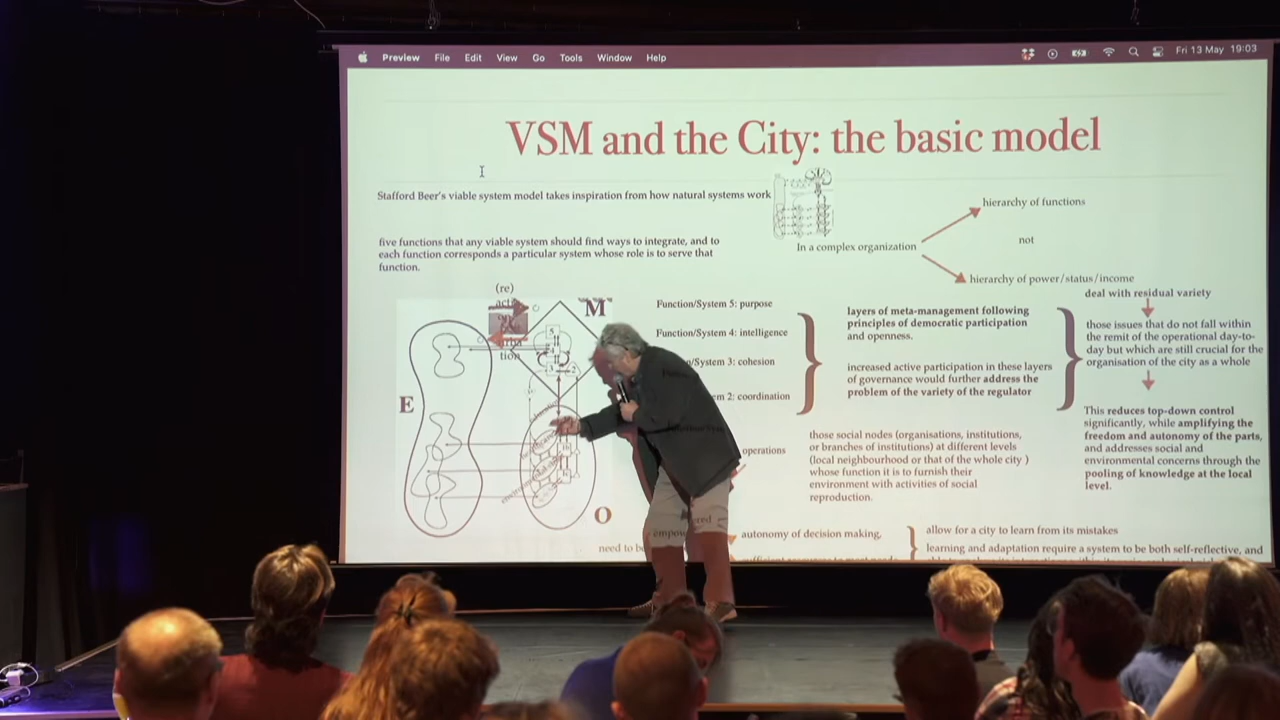 Preview File Edit View Go Tools Window Help
Fri 13 May 19:03
VSM and the City: the basic model
Stafford Beer's viable system model takes inspiration from how natural systems work
five functions that any viable system should find ways to integrate, and to
each function corresponds a particular system whose role is to serve that
function.
In a complex organization
hierarchy of functions
not
hierarchy of power/status/income
(re)
M
E
O
tion
5
Function/System 5: purpose
Function/System 4: intelligence
/System 3: cohesion
em 2: coordination
operations
layers of meta-management following
principles of democratic participation
and openness.
increased active participation in these layers
of governance would further address the
problem of the variety of the regulator
deal with residual variety
those issues that do not fall within
the remit of the operational day-to-
day but which are still crucial for the
organisation of the city as a whole
This reduces top-down control
significantly, while amplifying the
freedom and autonomy of the parts,
and addresses social and
environmental concerns through the
pooling of knowledge at the local
level.
those social nodes (organisations, institutions,
or branches of institutions) at different levels
(local neighbourhood or that of the whole city )
whose function it is to furnish their
environment with activities of social
reproduction.
need to be
autonomy of decision making,
allow for a city to learn from its mistakes
learning and adaptation require a system to be both self-reflective, and